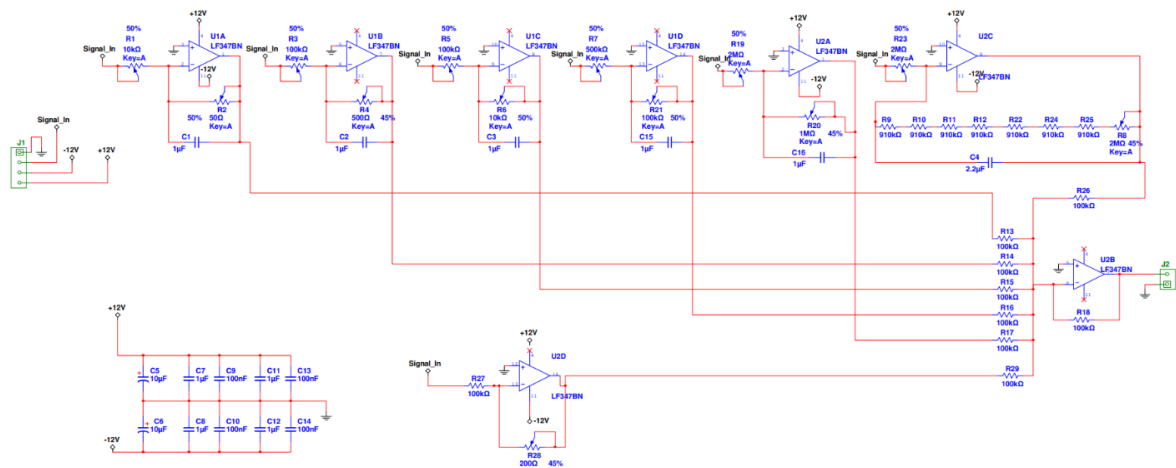 +12V
50%
R1
10kΩ
Key=A
Signal_In
U1A
LF347BN
-12V
R2
50Ω
Key=A
50%
C1
1µF
50%
R3
100kΩ
Key=A
Signal_In
U1B
LF347BN
R4
500Ω 45%
Key=A
C2
1µF
50%
R5
100kΩ
Key=A
Signal_In
U1C
LF347BN
R6
10kΩ 50%
Key=A
C3
1µF
50%
R7
500kΩ
Key=A
Signal_In
U1D
LF347BN
R21
100kΩ 50%
Key=A
C15
1µF
+12V
50%
R19
2MΩ
Key=A
Signal_In
U2A
LF347BN
-12V
R20
1MΩ 45%
Key=A
C16
1µF
50%
R23
2MΩ
Key=A
Signal_In
+12V
U2C
LF347BN
-12V
R9
910kΩ
R10
910kΩ
R11
910kΩ
R12
910kΩ
R22
910kΩ
R24
910kΩ
R25
910kΩ
R8
2MΩ 45%
Key=A
C4
2.2µF
Signal_In
J1
-12V
+12V
R26
100kΩ
R13
100kΩ
R14
100kΩ
R15
100kΩ
R16
100kΩ
R17
100kΩ
R29
100kΩ
U2B
LF347BN
R18
100kΩ
J2
+12V
C5
10µF
C7
1µF
C9
100nF
C11
1µF
C13
100nF
C6
10µF
C8
1µF
C10
100nF
C12
1µF
C14
100nF
-12V
Signal_In
R27
100kΩ
+12V
U2D
LF347BN
-12V
R28
200Ω 45%